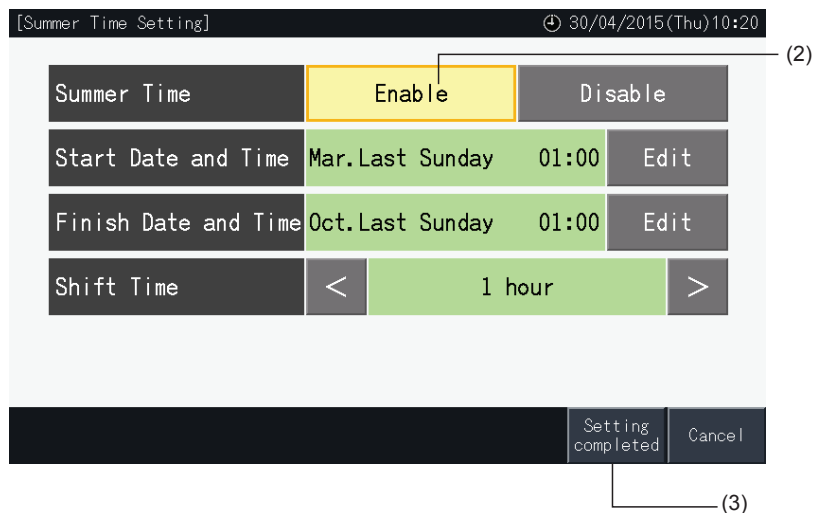 [Summer Time Setting] 30/04/2015(Thu)10:20
(2)
Summer Time Enable Disable
Start Date and Time Mar.Last Sunday 01:00 Edit
Finish Date and Time Oct.Last Sunday 01:00 Edit
Shift Time < 1 hour >
Setting
completed
Cancel
(3)